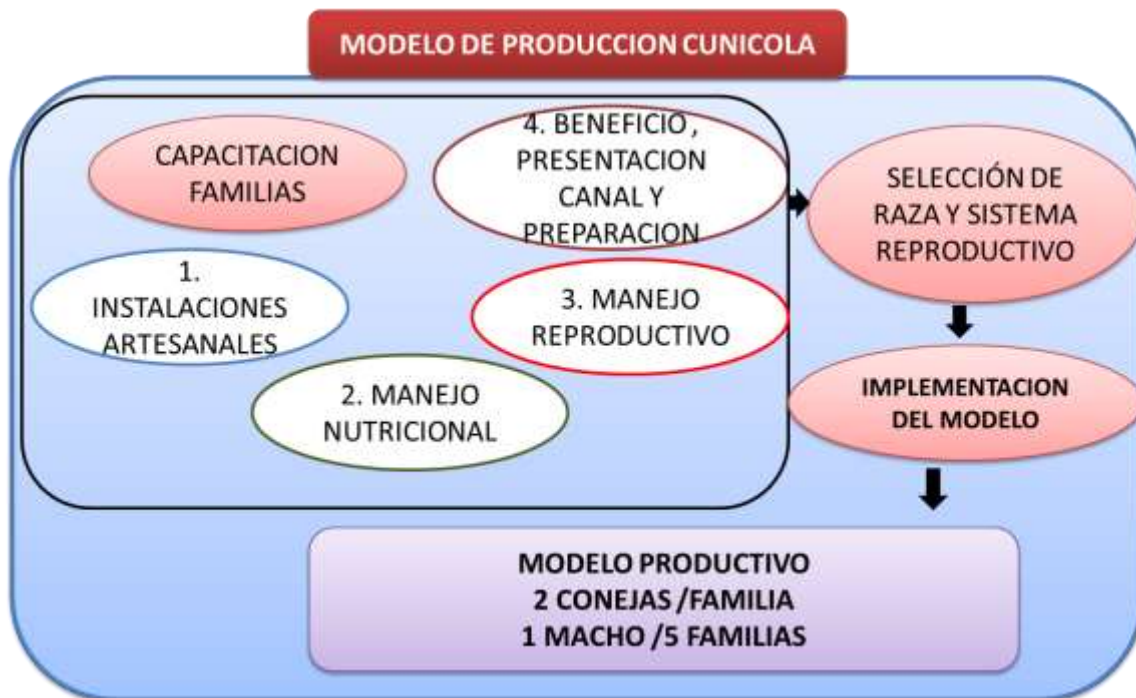 MODELO DE PRODUCCION CUNICOLA
CAPACITACION
FAMILIAS
1.
INSTALACIONES
ARTESANALES
2. MANEJO
NUTRICIONAL
3. MANEJO
REPRODUCTIVO
4. BENEFICIO ,
PRESENTACION
CANAL Y
PREPARACION
SELECCIÓN DE
RAZA Y SISTEMA
REPRODUCTIVO
IMPLEMENTACION
DEL MODELO
MODELO PRODUCTIVO
2 CONEJAS /FAMILIA
1 MACHO /5 FAMILIAS